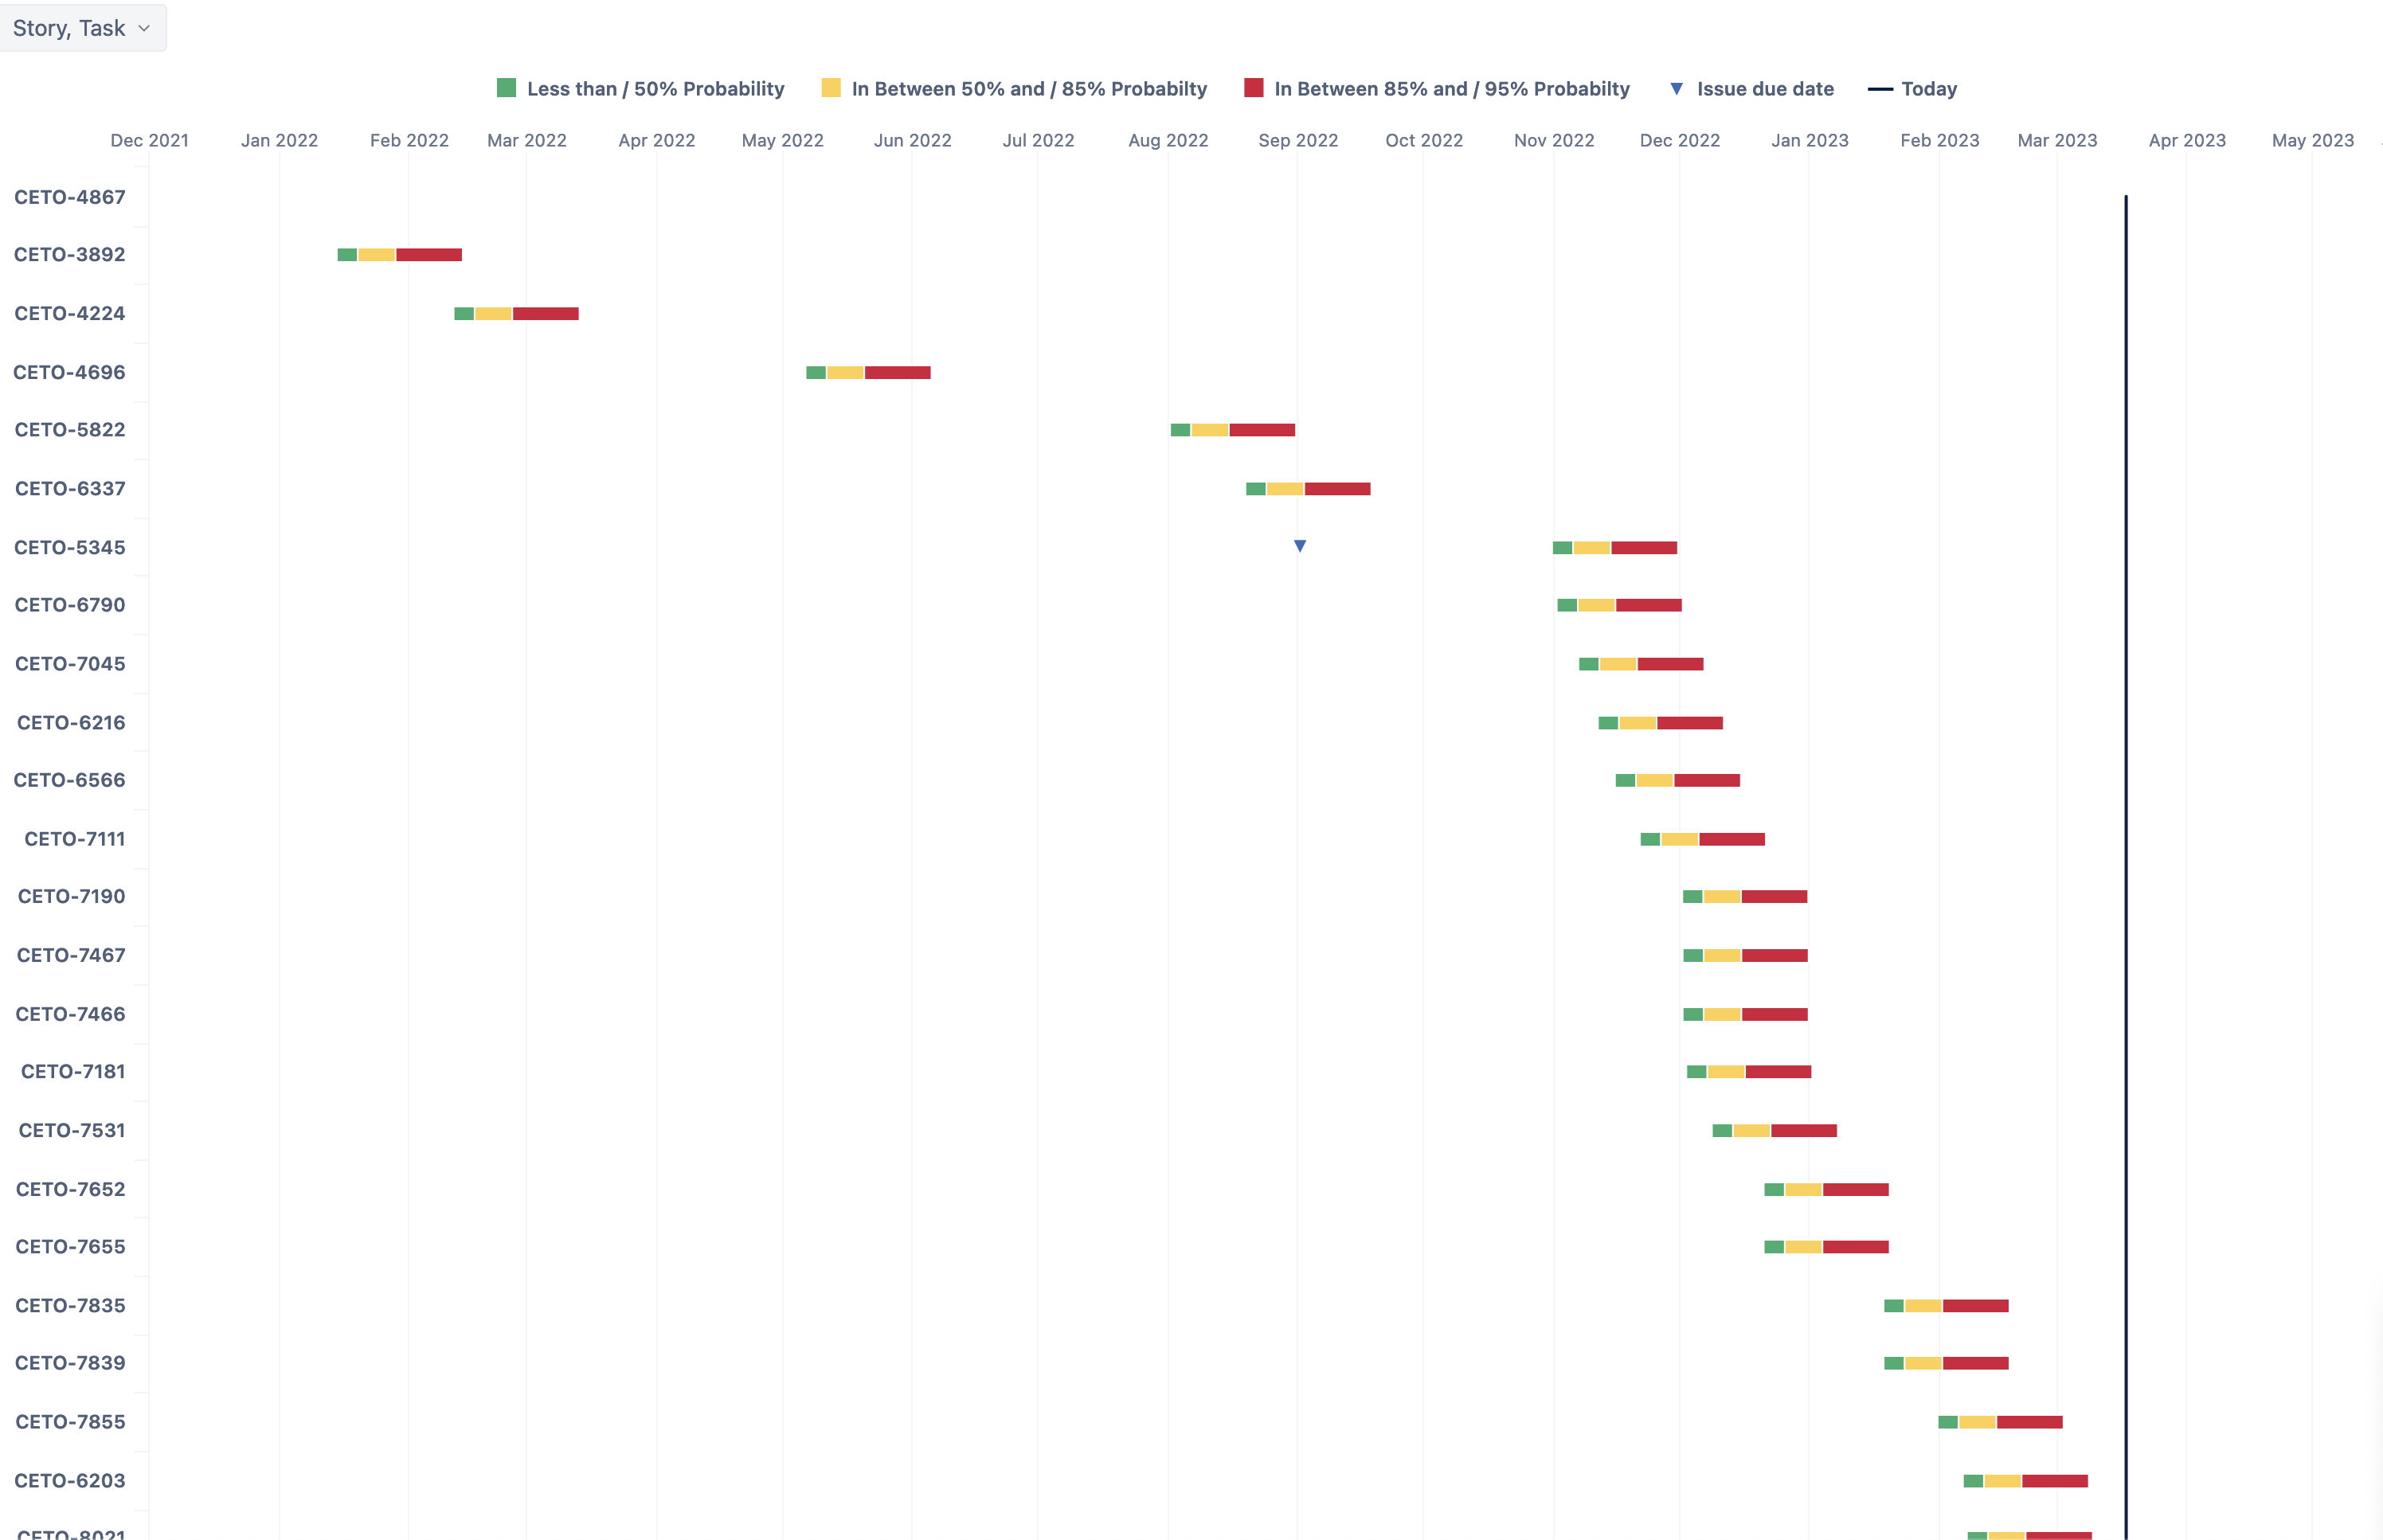 Story, Task
Less than / 50% Probability In Between 50% and / 85% Probabilty In Between 85% and / 95% Probabilty Issue due date Today
Dec 2021 Jan 2022 Feb 2022 Mar 2022 Apr 2022 May 2022 Jun 2022 Jul 2022 Aug 2022 Sep 2022 Oct 2022 Nov 2022 Dec 2022 Jan 2023 Feb 2023 Mar 2023 Apr 2023 May 2023
CETO-4867
CETO-3892
CETO-4224
CETO-4696
CETO-5822
CETO-6337
CETO-5345
CETO-6790
CETO-7045
CETO-6216
CETO-6566
CETO-7111
CETO-7190
CETO-7467
CETO-7466
CETO-7181
CETO-7531
CETO-7652
CETO-7655
CETO-7835
CETO-7839
CETO-7855
CETO-6203
CETO-8021